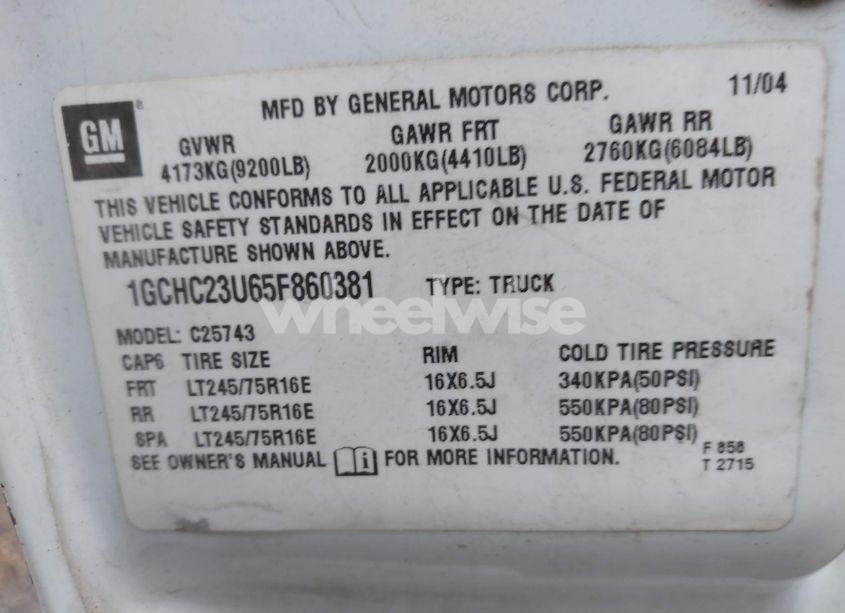 GM ® MFD BY GENERAL MOTORS CORP. 11/04
GVWR GAWR FRT GAWR RR
4173KG(9200LB) 2000KG(4410LB) 2760KG(6084LB)
THIS VEHICLE CONFORMS TO ALL APPLICABLE U.S. FEDERAL MOTOR
VEHICLE SAFETY STANDARDS IN EFFECT ON THE DATE OF
MANUFACTURE SHOWN ABOVE.
1GCHC23U65F860381 TYPE: TRUCK
wheelwise
MODEL: C25743
CAP6 TIRE SIZE RIM COLD TIRE PRESSURE
FRT LT245/75R16E 16X6.5J 340KPA(50PSI)
RR LT245/75R16E 16X6.5J 550KPA(80PSI)
SPA LT245/75R16E 16X6.5J 550KPA(80PSI)
SEE OWNER'S MANUAL i FOR MORE INFORMATION.
F 858
T 2715